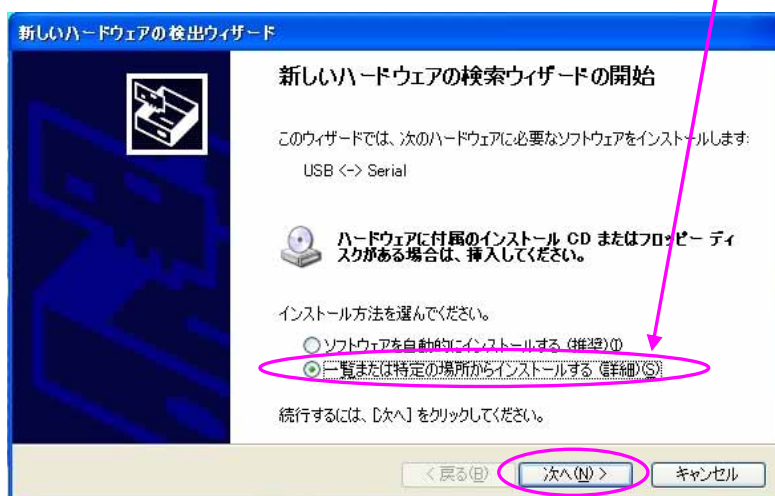 新しいハードウェアの検出ウィザード
新しいハードウェアの検索ウィザードの開始
このウィザードでは、次のハードウェアに必要なソフトウェアをインストールします:
USB <-> Serial
ハードウェアに付属のインストール CD またはフロッピー ディ
スクがある場合は、挿入してください。
インストール方法を選んでください。
ソフトウェアを自動的にインストールする (推奨)(I)
一覧または特定の場所からインストールする (詳細)(S)
続行するには、[次へ] をクリックしてください。
< 戻る(B) 次へ(N) > キャンセル